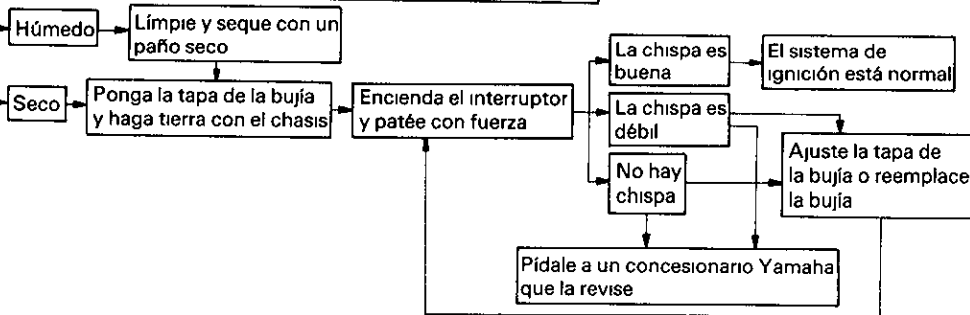 Húmedo
Límpie y seque con un
paño seco
Seco
Ponga la tapa de la bujía
y haga tierra con el chasis
Encienda el interruptor
y patée con fuerza
La chispa es
buena
El sistema de
ignición está normal
La chispa es
débil
No hay
chispa
Ajuste la tapa de
la bujía o reemplace
la bujía
Pídale a un concesionario Yamaha
que la revise